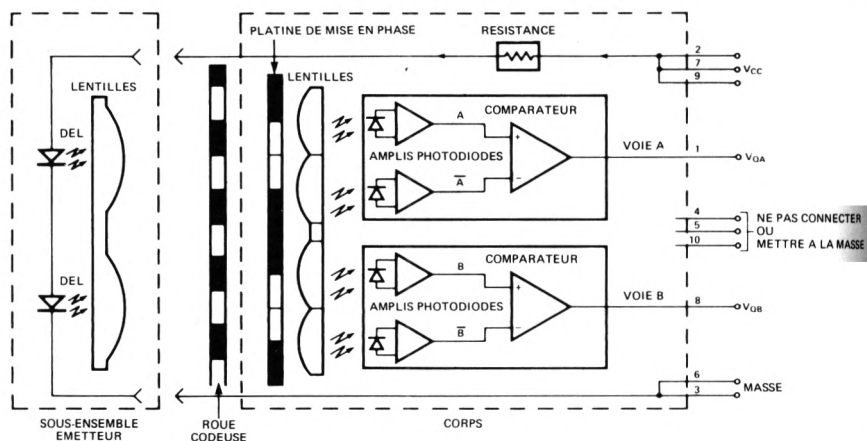 PLATINE DE MISE EN PHASE
RESISTANCE
2
7
9
VCC
LENTILLES
LENTILLES
DEL
A
COMPARATEUR
+
AMPLIS PHOTODIODES
A̅
−
VOIE A
1
VQA
4
5
10
NE PAS CONNECTER
OU
METTRE A LA MASSE
DEL
B
COMPARATEUR
+
AMPLIS PHOTODIODES
B̅
−
VOIE B
8
VQB
6
3
MASSE
SOUS-ENSEMBLE
EMETTEUR
ROUE
CODEUSE
CORPS